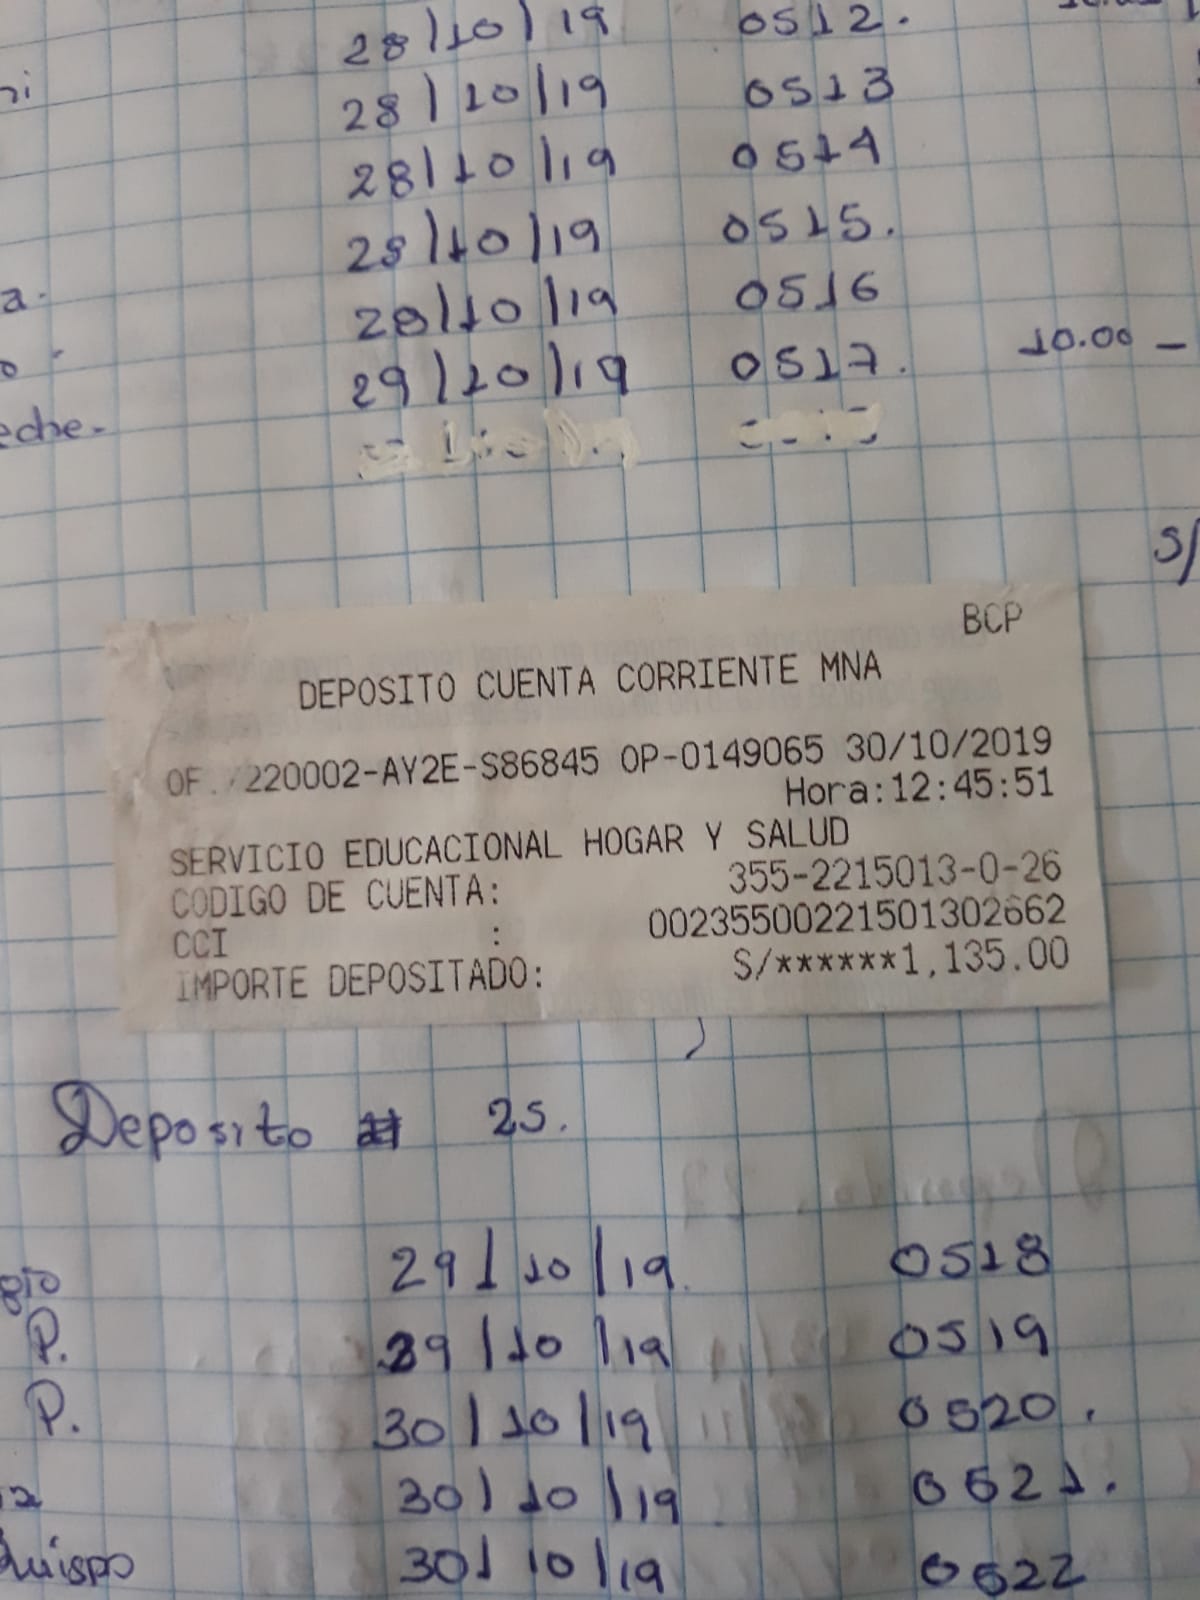 28/10/19 0512.
28/10/19 0513
28/10/19 0514
28/10/19 0515.
a. 28/10/19 0516
29/10/19 0517. 10.00 -
eche-
S/
BCP
DEPOSITO CUENTA CORRIENTE MNA
OF. 220002-AY2E-S86845 OP-0149065 30/10/2019
Hora:12:45:51
SERVICIO EDUCACIONAL HOGAR Y SALUD
CODIGO DE CUENTA: 355-2215013-0-26
CCI : 00235500221501302662
IMPORTE DEPOSITADO: S/******1,135.00
Deposito # 25.
29/10/19. 0518
P. 29/10/19 0519
P. 30/10/19 0520.
30/10/19 0521.
Quispo 30/10/19 0522